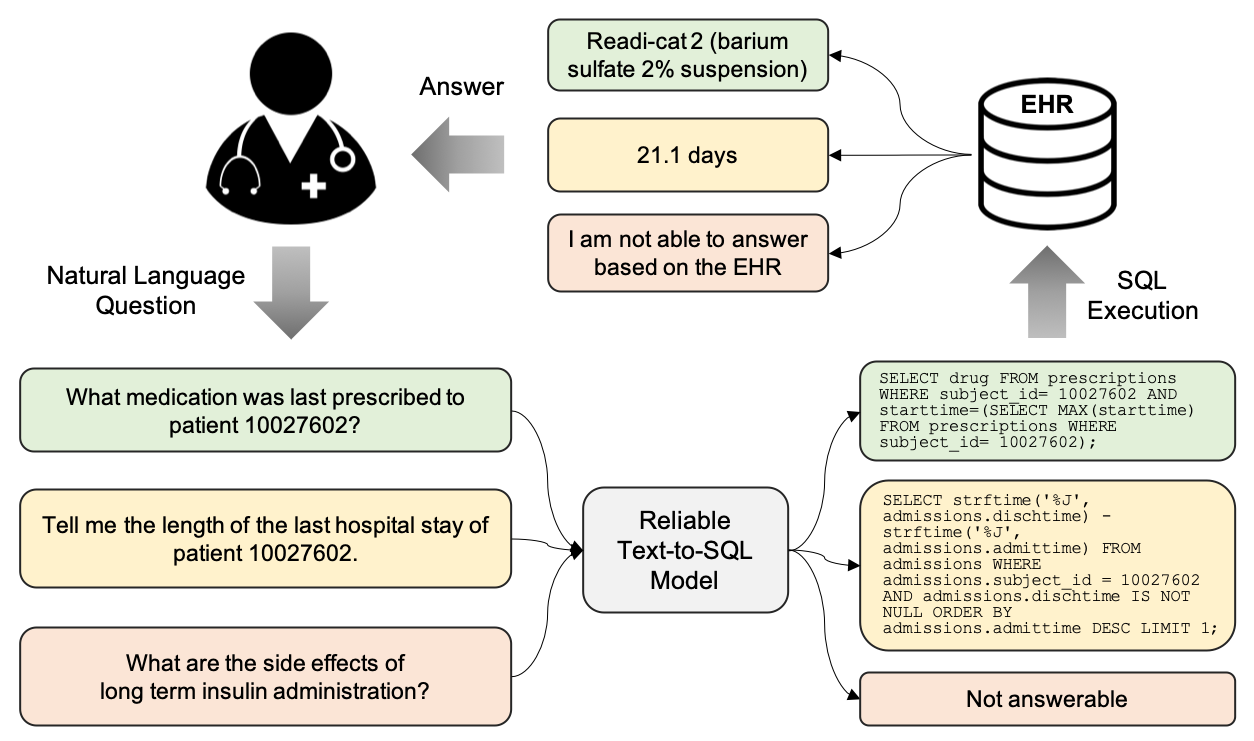 Readi-cat 2 (barium
sulfate 2% suspension)
Answer
EHR
21.1 days
I am not able to answer
based on the EHR
Natural Language
Question
SQL
Execution
What medication was last prescribed to
patient 10027602?
SELECT drug FROM prescriptions
WHERE subject_id= 10027602 AND
starttime=(SELECT MAX(starttime)
FROM prescriptions WHERE
subject_id= 10027602);
Tell me the length of the last hospital stay of
patient 10027602.
Reliable
Text-to-SQL
Model
SELECT strftime('%J',
admissions.dischtime) -
strftime('%J',
admissions.admittime) FROM
admissions WHERE
admissions.subject_id = 10027602
AND admissions.dischtime IS NOT
NULL ORDER BY
admissions.admittime DESC LIMIT 1;
What are the side effects of
long term insulin administration?
Not answerable